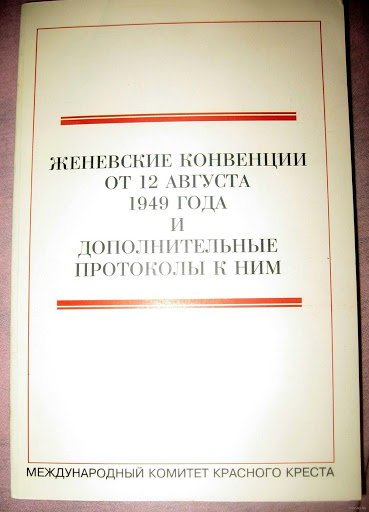 ЖЕНЕВСКИЕ КОНВЕНЦИИ
ОТ 12 АВГУСТА
1949 ГОДА
И
ДОПОЛНИТЕЛЬНЫЕ
ПРОТОКОЛЫ К НИМ
МЕЖДУНАРОДНЫЙ КОМИТЕТ КРАСНОГО КРЕСТА